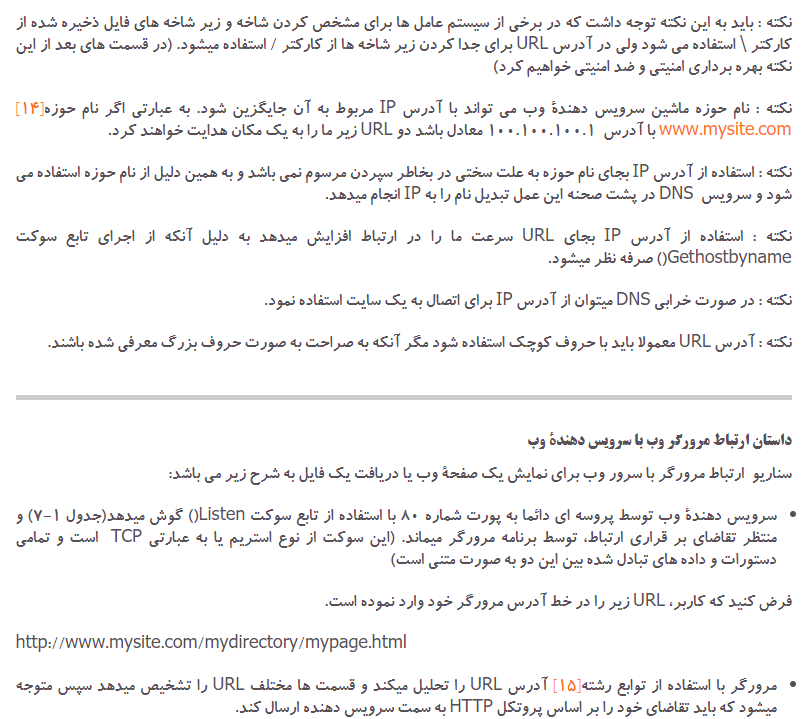 نکته : باید به این نکته توجه داشت که در برخی از سیستم عامل ها برای مشخص کردن شاخه و زیر شاخه های فایل ذخیره شده از
کارکتر \ استفاده می شود ولی در آدرس URL برای جدا کردن زیر شاخه ها از کارکتر / استفاده میشود. (در قسمت های بعد از این
نکته بهره برداری امنیتی و ضد امنیتی خواهیم کرد)
نکته : نام حوزه ماشین سرویس دهندهٔ وب می تواند با آدرس IP مربوط به آن جایگزین شود. به عبارتی اگر نام حوزه[۱۴]
www.mysite.com با آدرس ۱۰۰.۱۰۰.۱۰۰.۱ معادل باشد دو URL زیر ما را به یک مکان هدایت خواهند کرد.
نکته : استفاده از آدرس IP بجای نام حوزه به علت سختی در بخاطر سپردن مرسوم نمی باشد و به همین دلیل از نام حوزه استفاده می
شود و سرویس DNS در پشت صحنه این عمل تبدیل نام را به IP انجام میدهد.
نکته : استفاده از آدرس IP بجای URL سرعت ما را در ارتباط افزایش میدهد به دلیل آنکه از اجرای تابع سوکت
Gethostbyname() صرفه نظر میشود.
نکته : در صورت خرابی DNS میتوان از آدرس IP برای اتصال به یک سایت استفاده نمود.
نکته : آدرس URL معمولا باید با حروف کوچک استفاده شود مگر آنکه به صراحت به صورت حروف بزرگ معرفی شده باشند.
داستان ارتباط مرورگر وب با سرویس دهندهٔ وب
سناریو ارتباط مرورگر با سرور وب برای نمایش یک صفحهٔ وب یا دریافت یک فایل به شرح زیر می باشد:
• سرویس دهندهٔ وب توسط پروسه ای دائما به پورت شماره ۸۰ با استفاده از تابع سوکت Listen() گوش میدهد(جدول ۱-۷) و
منتظر تقاضای بر قراری ارتباط، توسط برنامه مرورگر میماند. (این سوکت از نوع استریم یا به عبارتی TCP است و تمامی
دستورات و داده های تبادل شده بین این دو به صورت متنی است)
فرض کنید که کاربر، URL زیر را در خط آدرس مرورگر خود وارد نموده است.
http://www.mysite.com/mydirectory/mypage.html
• مرورگر با استفاده از توابع رشته[۱۵] آدرس URL را تحلیل میکند و قسمت ها مختلف URL را تشخیص میدهد سپس متوجه
میشود که باید تقاضای خود را بر اساس پروتکل HTTP به سمت سرویس دهنده ارسال کند.